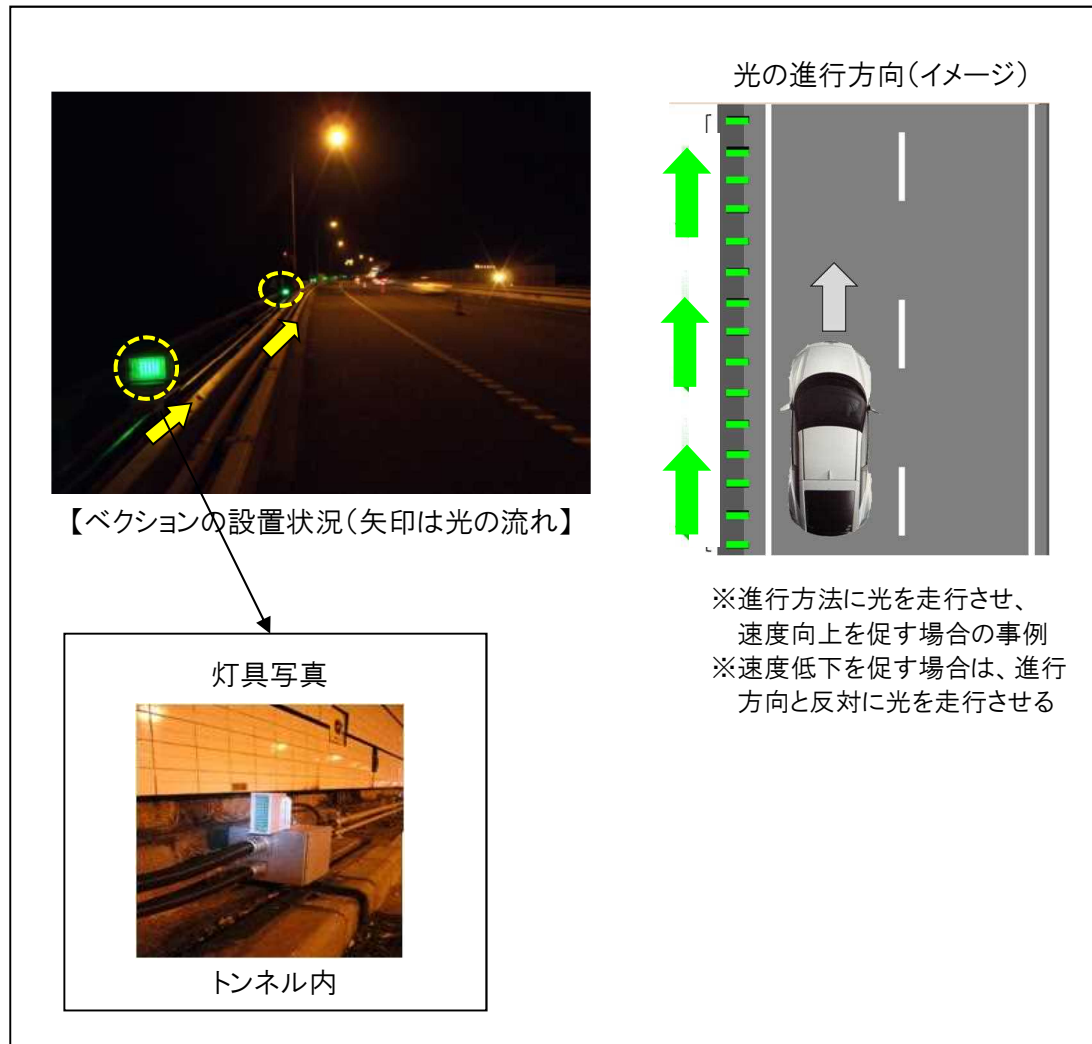 光の進行方向(イメージ)
【ベクションの設置状況(矢印は光の流れ】
※進行方法に光を走行させ、
速度向上を促す場合の事例
※速度低下を促す場合は、進行
方向と反対に光を走行させる
灯具写真
トンネル内